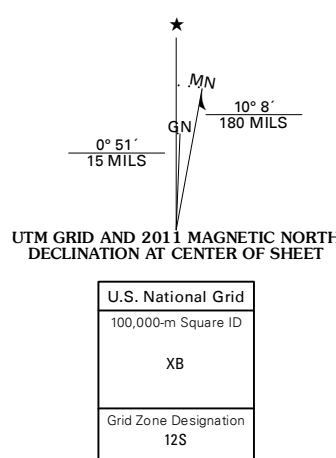 ★
MN
GN
0° 51´
15 MILS
10° 8´
180 MILS
UTM GRID AND 2011 MAGNETIC NORTH
DECLINATION AT CENTER OF SHEET
U.S. National Grid
100,000-m Square ID
XB
Grid Zone Designation
12S